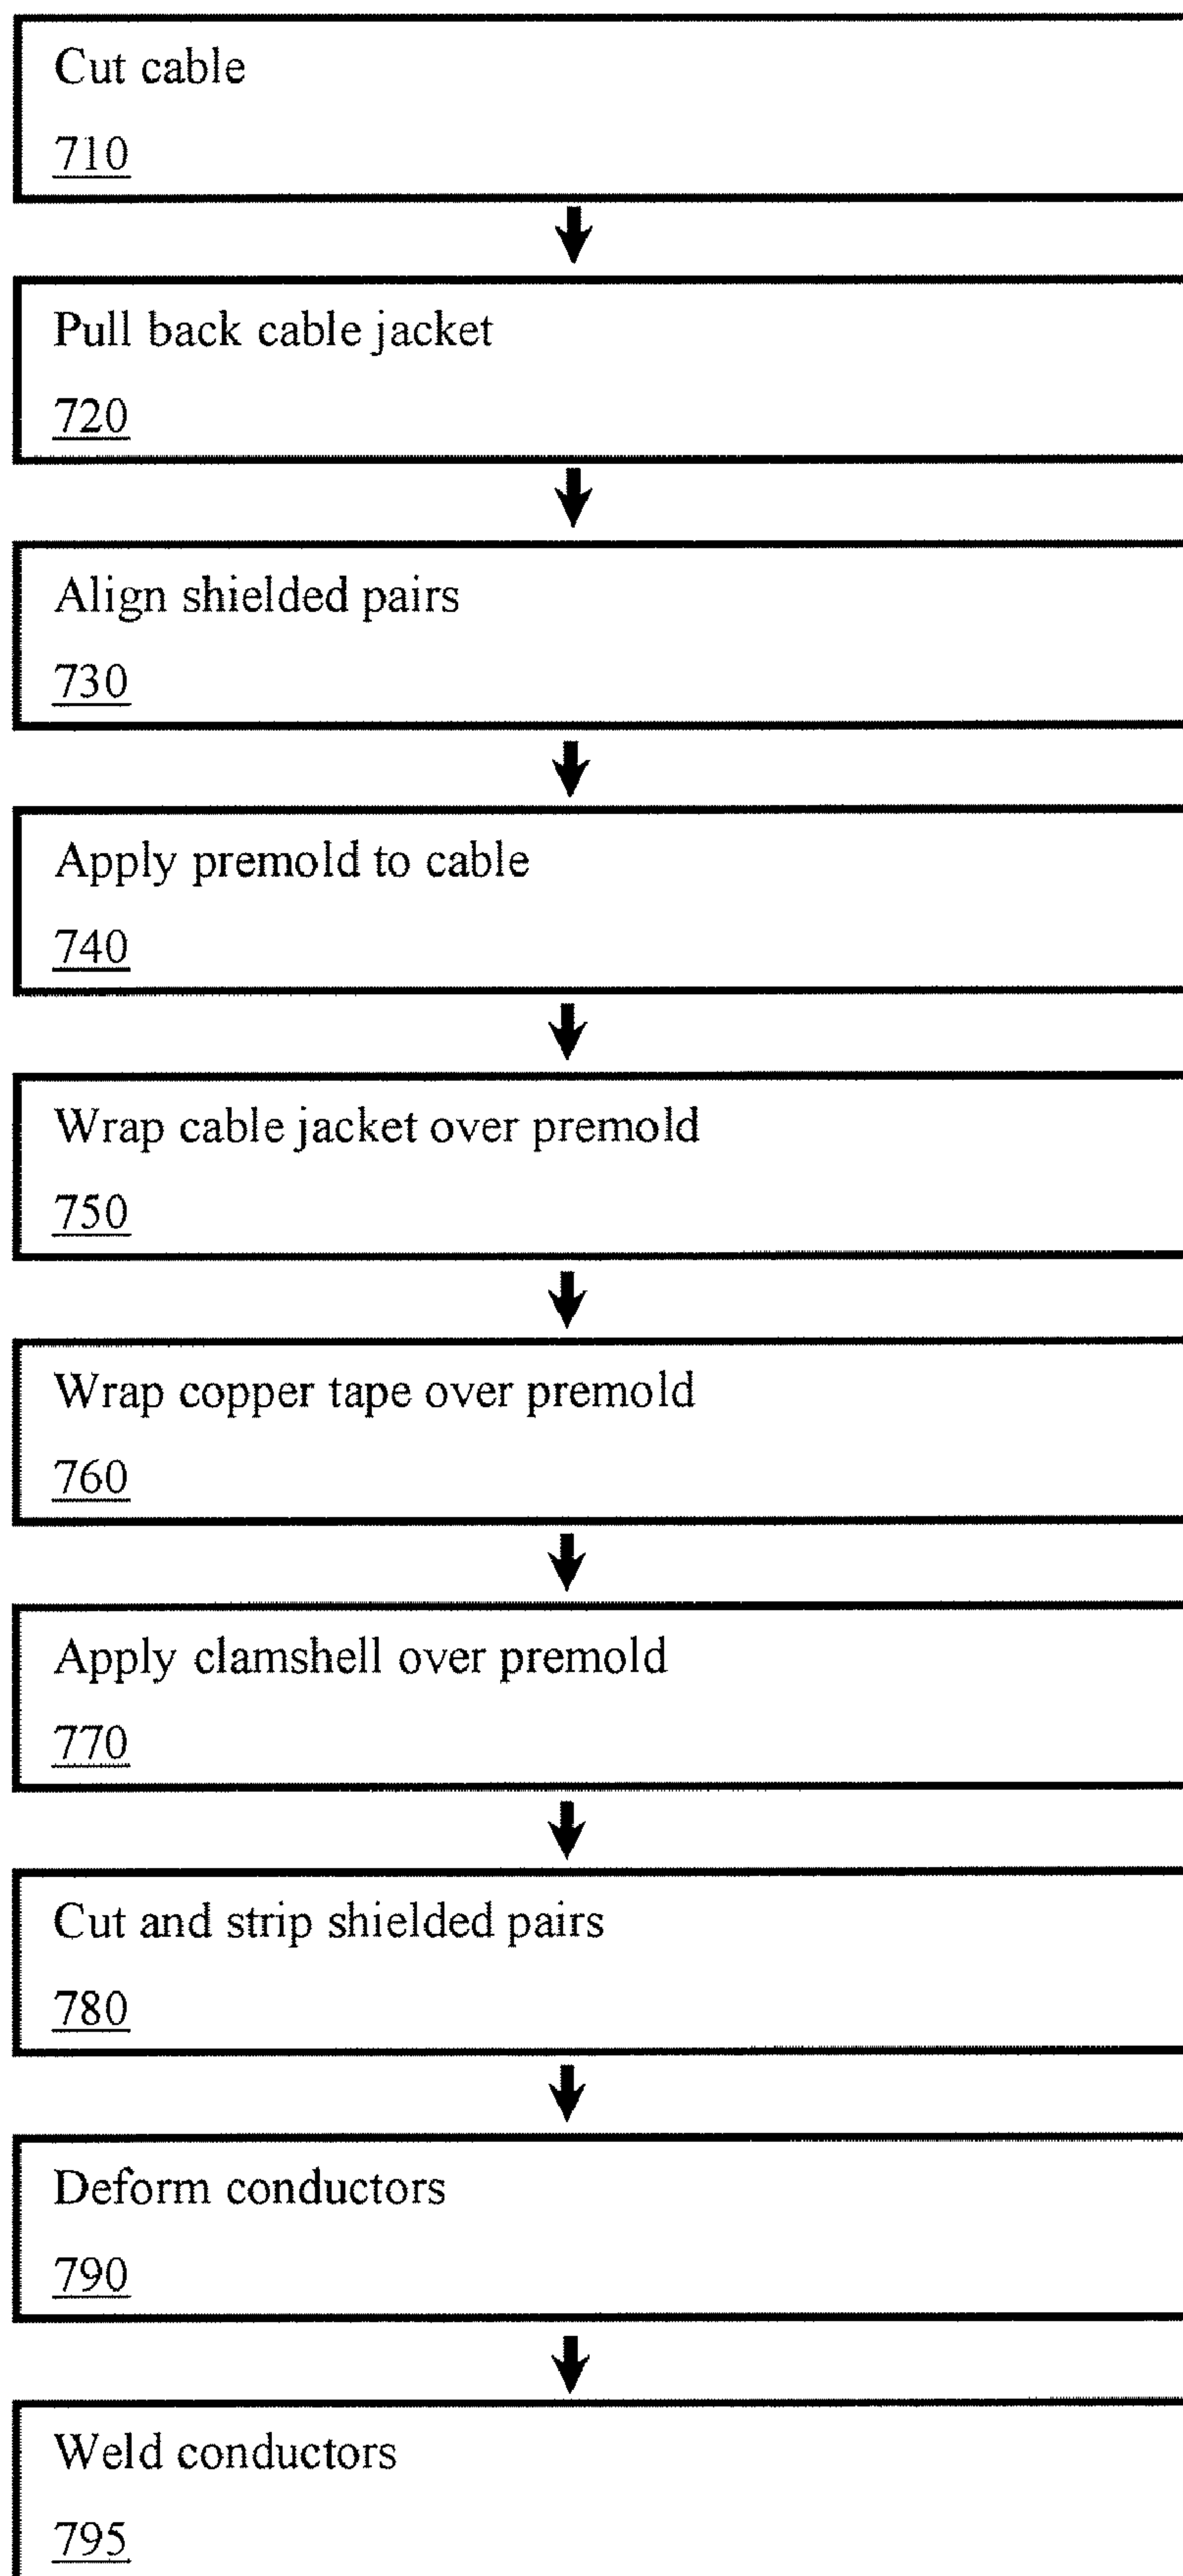 Cut cable
710
Pull back cable jacket
720
Align shielded pairs
730
Apply premold to cable
740
Wrap cable jacket over premold
750
Wrap copper tape over premold
760
Apply clamshell over premold
770
Cut and strip shielded pairs
780
Deform conductors
790
Weld conductors
795